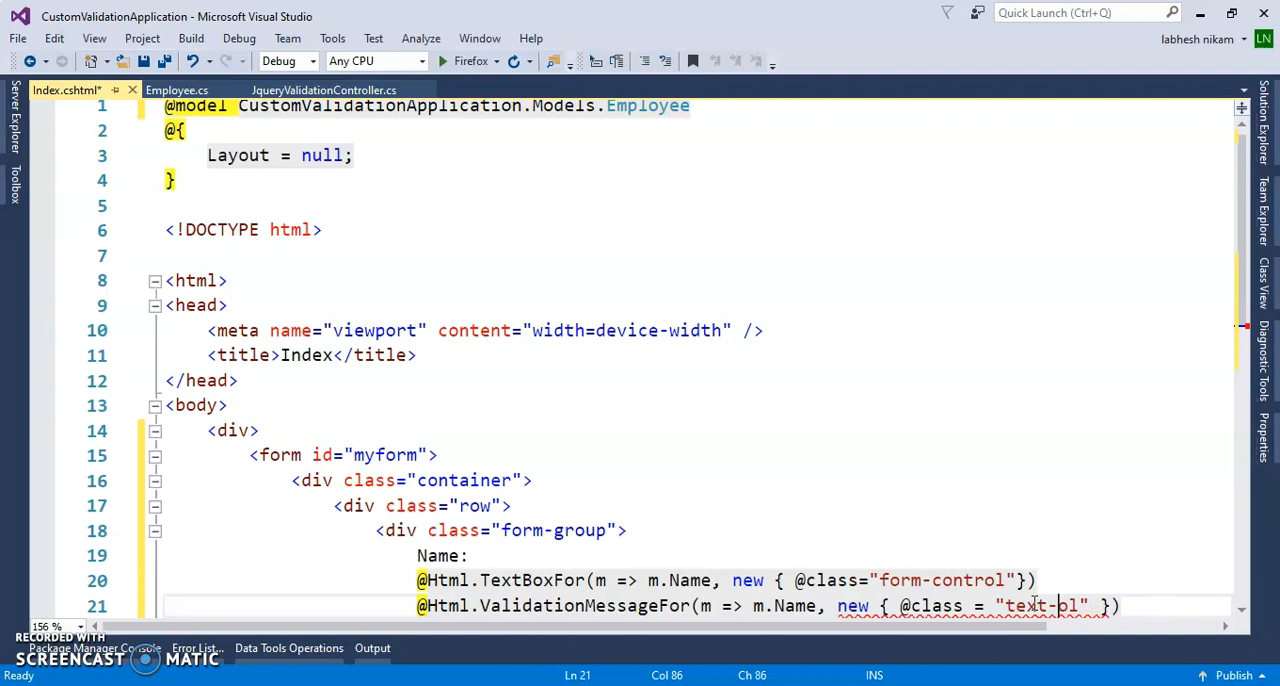 CustomValidationApplication - Microsoft Visual Studio
Quick Launch (Ctrl+Q)
File Edit View Project Build Debug Team Tools Test Analyze Window Help
labhesh nikam LN
Debug Any CPU Firefox
Index.cshtml* Employee.cs JqueryValidationController.cs
Server Explorer
Toolbox
Solution Explorer
Team Explorer
Class View
Diagnostic Tools
Properties
1 @model CustomValidationApplication.Models.Employee
2 @{
3 Layout = null;
4 }
5
6 <!DOCTYPE html>
7
8 <html>
9 <head>
10 <meta name="viewport" content="width=device-width" />
11 <title>Index</title>
12 </head>
13 <body>
14 <div>
15 <form id="myform">
16 <div class="container">
17 <div class="row">
18 <div class="form-group">
19 Name:
20 @Html.TextBoxFor(m => m.Name, new { @class="form-control"})
21 @Html.ValidationMessageFor(m => m.Name, new { @class = "text-ol" })
156 %
RECORDED WITH
SCREENCAST MATIC
Package Manager Console Error List... Data Tools Operations Output
Ready Ln 21 Col 86 Ch 86 INS Publish